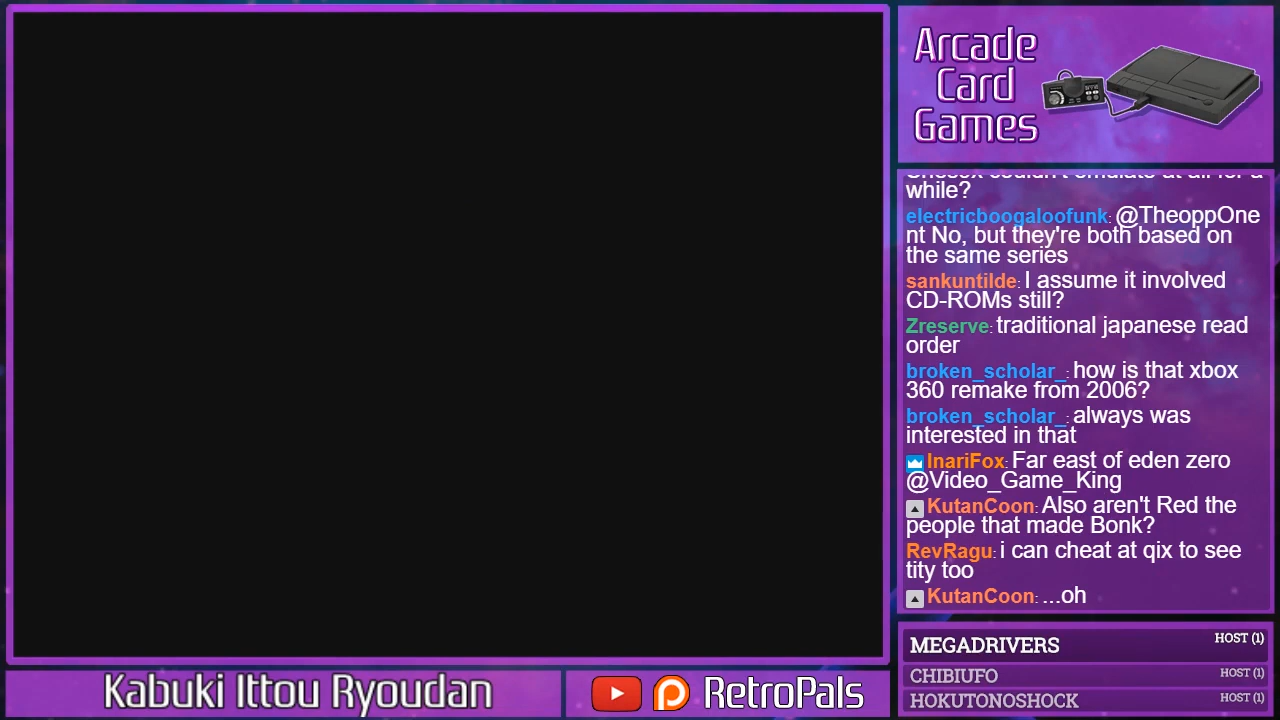 Arcade
Card
Games
while?
electricboogaloofunk: @TheoppOne
nt No, but they're both based on
the same series
sankuntilde: I assume it involved
CD-ROMs still?
Zreserve: traditional japanese read
order
broken_scholar_: how is that xbox
360 remake from 2006?
broken_scholar_: always was
interested in that
InariFox: Far east of eden zero
@Video_Game_King
KutanCoon: Also aren't Red the
people that made Bonk?
RevRagu: i can cheat at qix to see
tity too
KutanCoon: ...oh
MEGADRIVERS HOST (1)
CHIBIUFO HOST (1)
HOKUTONOSHOCK HOST (1)
Kabuki Ittou Ryoudan
RetroPals